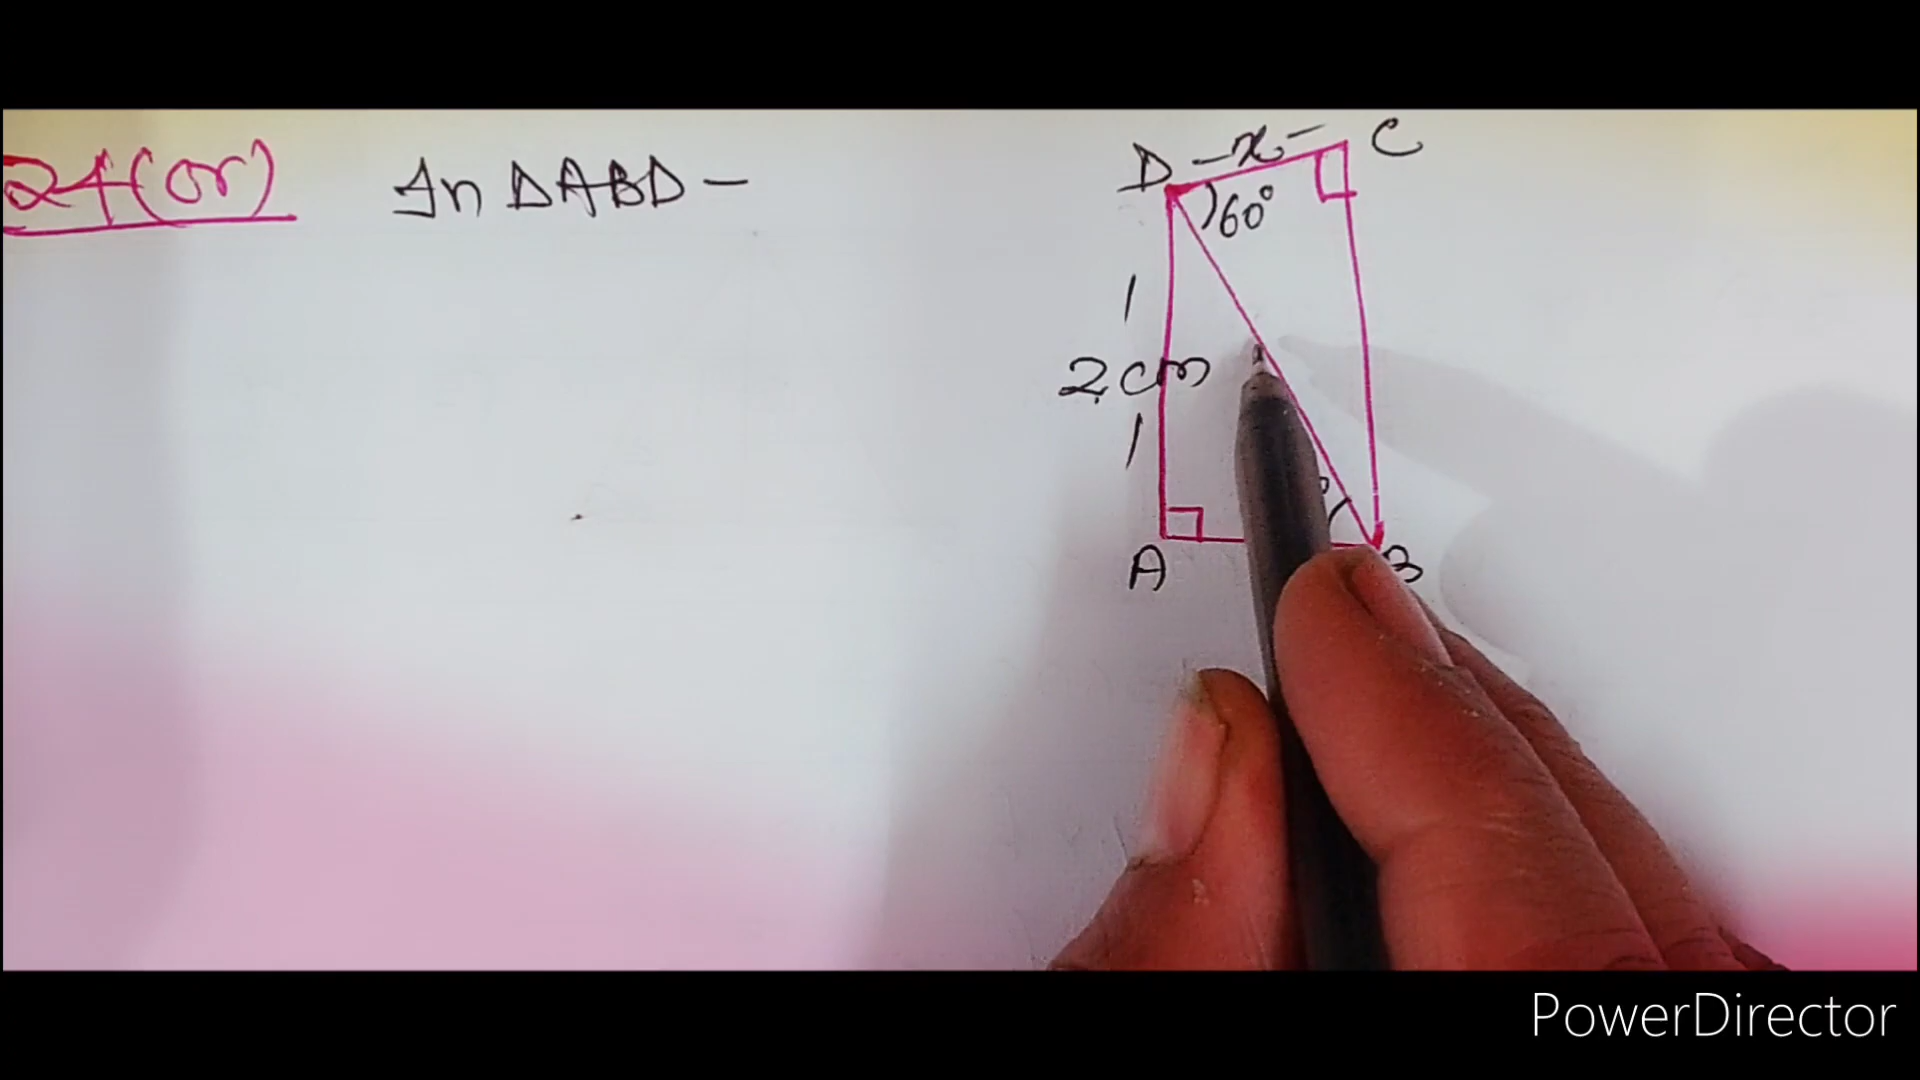 24(or) In ΔABD -
D - x - C
60°
2cm
A B
PowerDirector